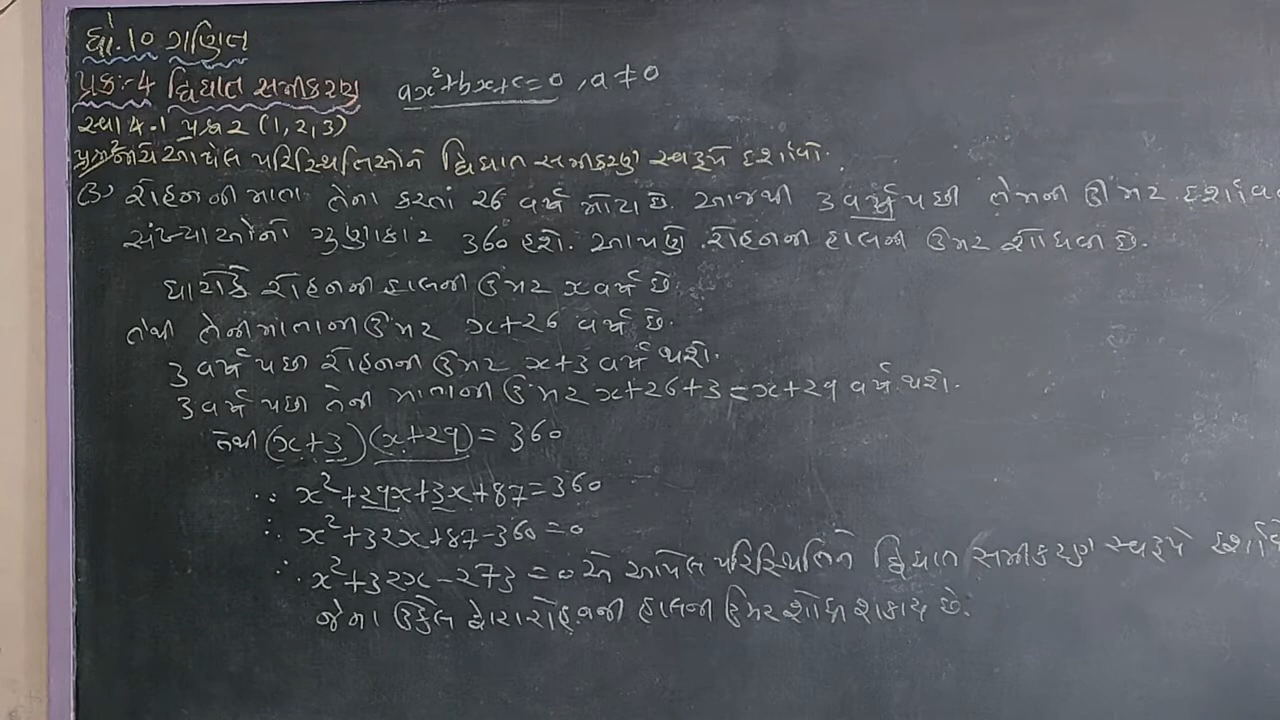 ધો.10 ગણિત
પ્રક:-4 દ્વિઘાત સમીકરણ ax²+bx+c=0, a≠0
સ્વા 4.1 પ્રશ્ન 2 (1,2,3)
પ્રશ્ન 2 નીચે આપેલ પરિસ્થિતિઓને દ્વિઘાત સમીકરણ સ્વરૂપે દર્શાવો.
(3) રોહનની માતા તેના કરતાં 26 વર્ષ મોટા છે. આજથી 3 વર્ષ પછી તેમની ઉંમર દર્શાવ
સંખ્યાઓનો ગુણાકાર 360 હશે. આપણે રોહનની હાલની ઉંમર શોધવી છે.
ધારોકે રોહનની હાલની ઉંમર x વર્ષ છે
તેથી તેની માતાની ઉંમર x+26 વર્ષ છે.
3 વર્ષ પછી રોહનની ઉંમર x+3 વર્ષ થશે.
3 વર્ષ પછી તેની માતાની ઉંમર x+26+3=x+29 વર્ષ થશે.
તેથી (x+3)(x+29)=360
∴ x²+29x+3x+87=360
∴ x²+32x+87-360=0
∴ x²+32x-273=0 એ આપેલ પરિસ્થિતિને દ્વિઘાત સમીકરણ સ્વરૂપે દર્શાવે
જેના ઉકેલ દ્વારા રોહનની હાલની ઉંમર શોધી શકાય છે.